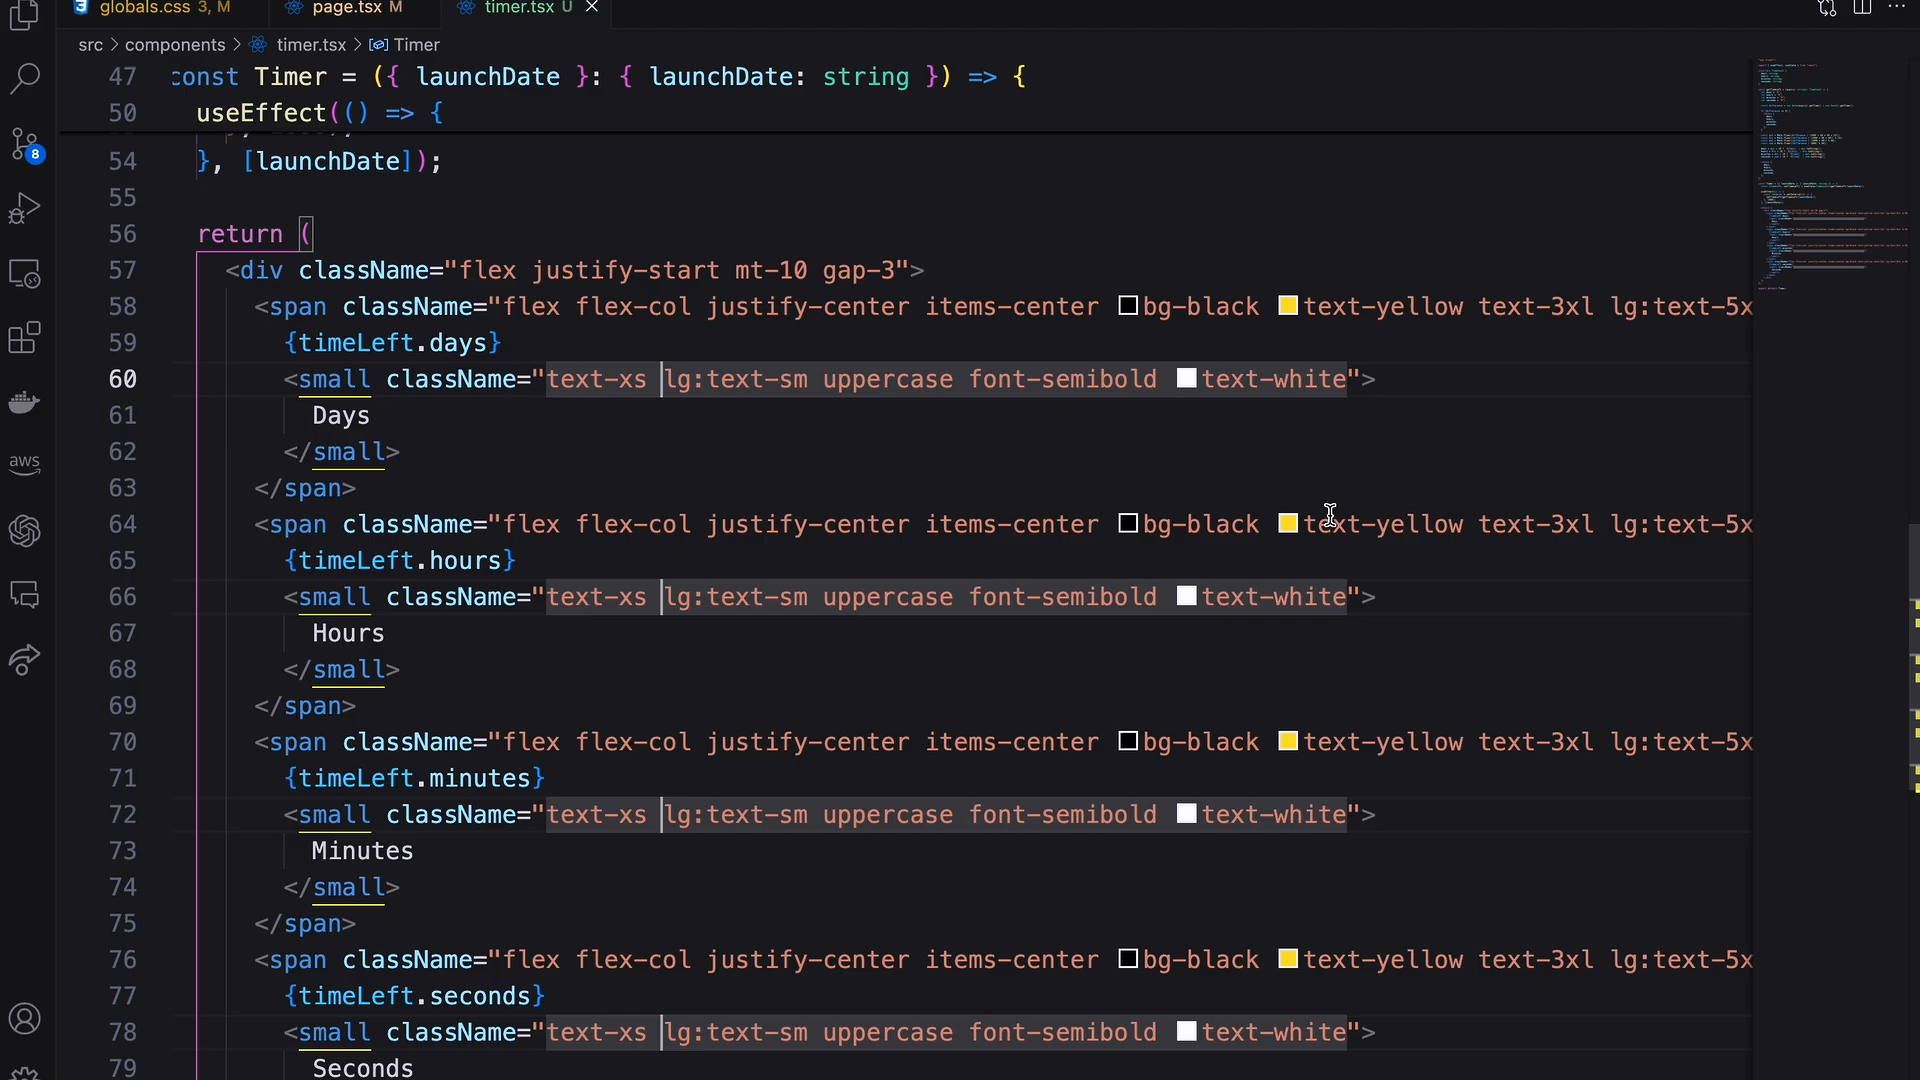 globals.css 3, M
page.tsx M
timer.tsx U
src > components > timer.tsx > Timer
47 const Timer = ({ launchDate }: { launchDate: string }) => {
50 useEffect(() => {
54 }, [launchDate]);
55
56 return (
57 <div className="flex justify-start mt-10 gap-3">
58 <span className="flex flex-col justify-center items-center bg-black text-yellow text-3xl lg:text-5x
59 {timeLeft.days}
60 <small className="text-xs lg:text-sm uppercase font-semibold text-white">
61 Days
62 </small>
63 </span>
64 <span className="flex flex-col justify-center items-center bg-black text-yellow text-3xl lg:text-5x
65 {timeLeft.hours}
66 <small className="text-xs lg:text-sm uppercase font-semibold text-white">
67 Hours
68 </small>
69 </span>
70 <span className="flex flex-col justify-center items-center bg-black text-yellow text-3xl lg:text-5x
71 {timeLeft.minutes}
72 <small className="text-xs lg:text-sm uppercase font-semibold text-white">
73 Minutes
74 </small>
75 </span>
76 <span className="flex flex-col justify-center items-center bg-black text-yellow text-3xl lg:text-5x
77 {timeLeft.seconds}
78 <small className="text-xs lg:text-sm uppercase font-semibold text-white">
79 Seconds
8
aws